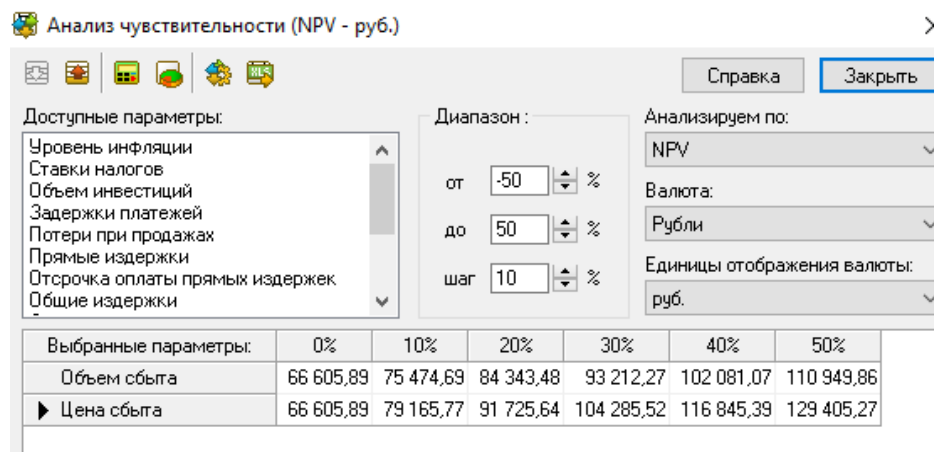 Анализ чувствительности (NPV - руб.)
Справка
Закрыть
Доступные параметры:
Уровень инфляции
Ставки налогов
Объем инвестиций
Задержки платежей
Потери при продажах
Прямые издержки
Отсрочка оплаты прямых издержек
Общие издержки
Диапазон :
от -50 %
до 50 %
шаг 10 %
Анализируем по:
NPV
Валюта:
Рубли
Единицы отображения валюты:
руб.
Выбранные параметры: 0% 10% 20% 30% 40% 50%
Объем сбыта 66 605,89 75 474,69 84 343,48 93 212,27 102 081,07 110 949,86
Цена сбыта 66 605,89 79 165,77 91 725,64 104 285,52 116 845,39 129 405,27